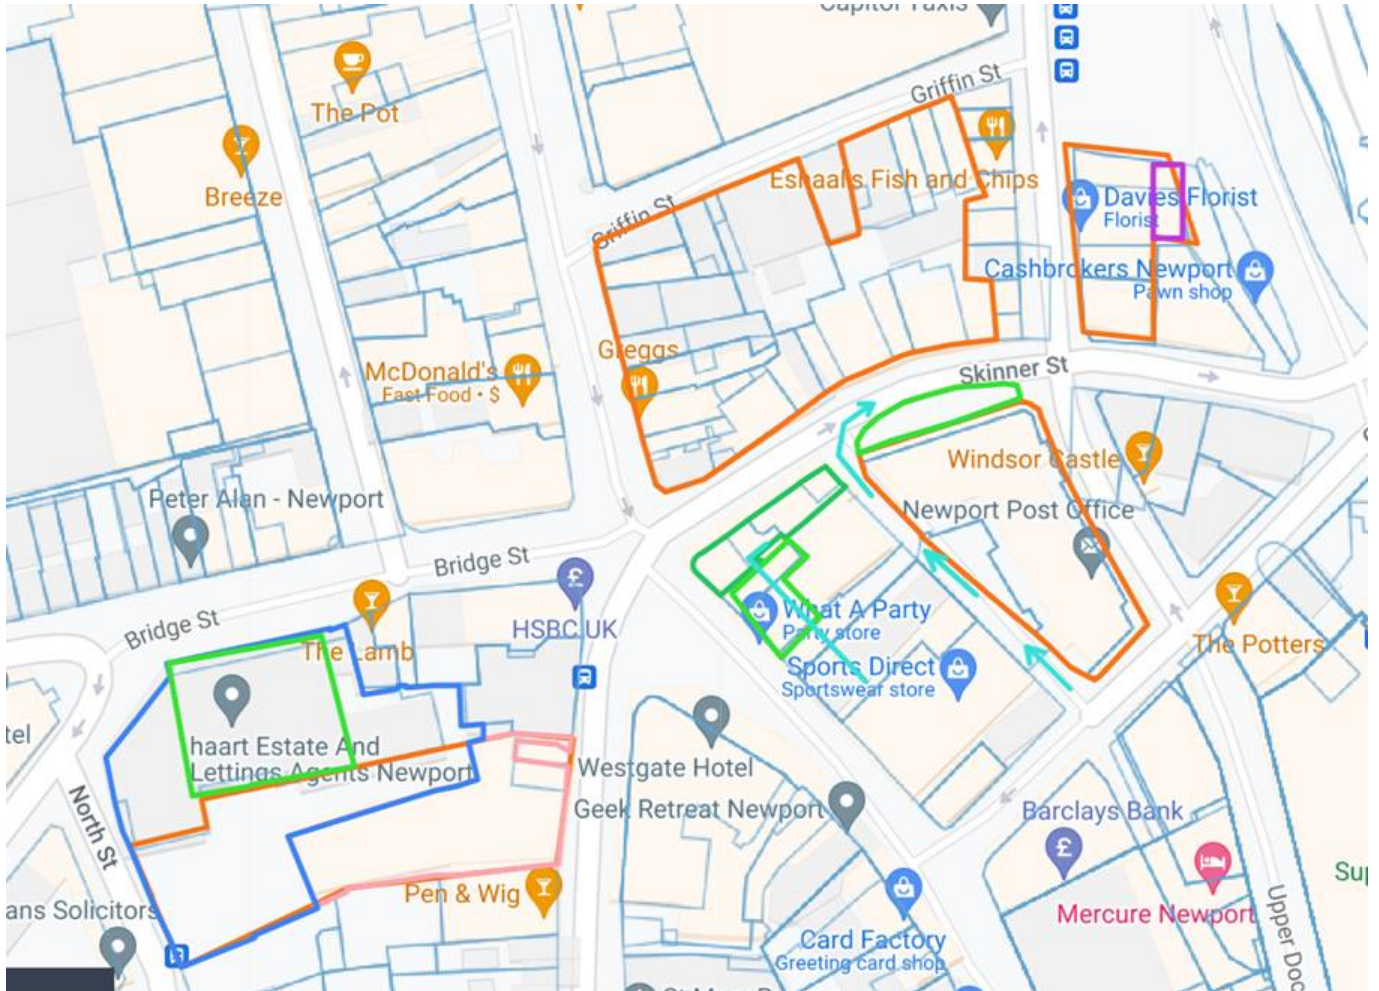 Capitol Taxis
The Pot
Griffin St
Breeze
Eshaal's Fish and Chips
Davies Florist
Florist
Griffin St
Cashbrokers Newport
Pawn shop
Greggs
McDonald's
Fast Food • $
Skinner St
Windsor Castle
Peter Alan - Newport
Newport Post Office
Bridge St
HSBC UK
Bridge St
The Lamb
What A Party
Party store
The Potters
Sports Direct
Sportswear store
tel
haart Estate And
Lettings Agents Newport
Westgate Hotel
Geek Retreat Newport
North St
Barclays Bank
Pen & Wig
Mercure Newport
Sup
ans Solicitors
Upper Doc
Card Factory
Greeting card shop